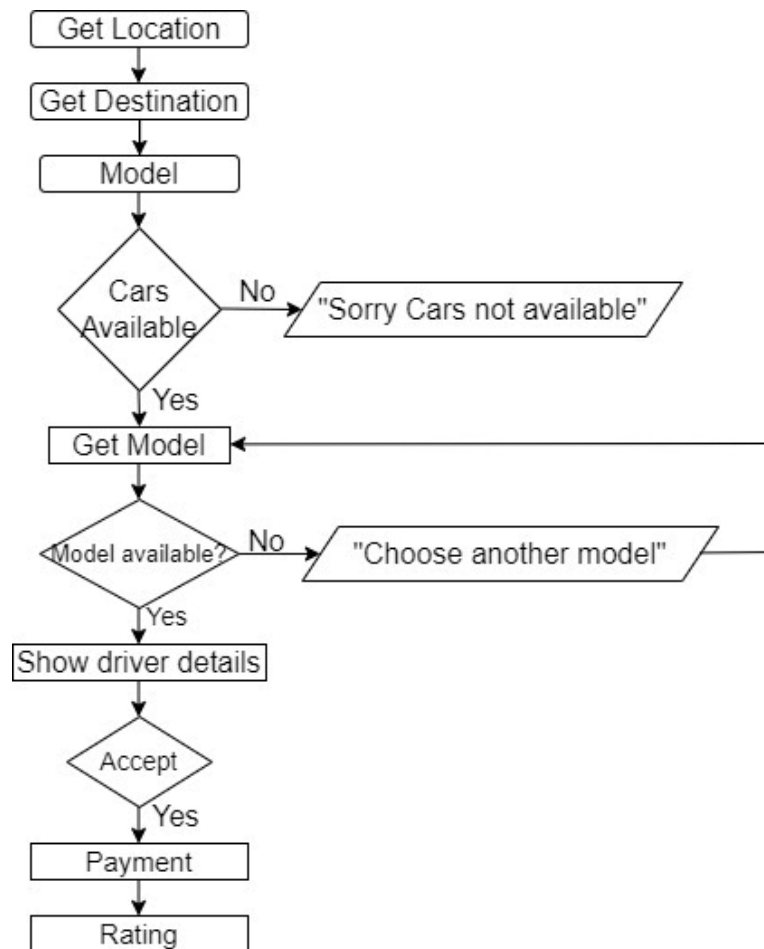 Get Location
Get Destination
Model
Cars
Available
No
"Sorry Cars not available"
Yes
Get Model
Model available?
No
"Choose another model"
Yes
Show driver details
Accept
Yes
Payment
Rating